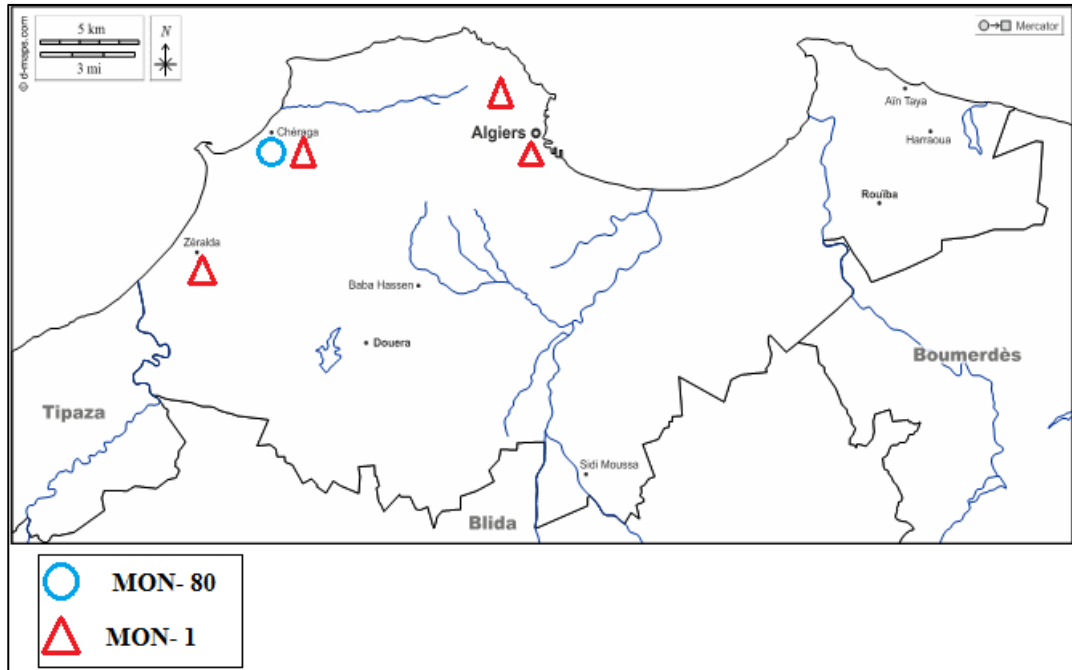 © d-maps.com
5 km
3 mi
N
Mercator
Aïn Taya
Chéraga
Algiers
Harraoua
Rouïba
Zéralda
Baba Hassen
Douera
Boumerdès
Tipaza
Sidi Moussa
Blida
MON- 80
MON- 1